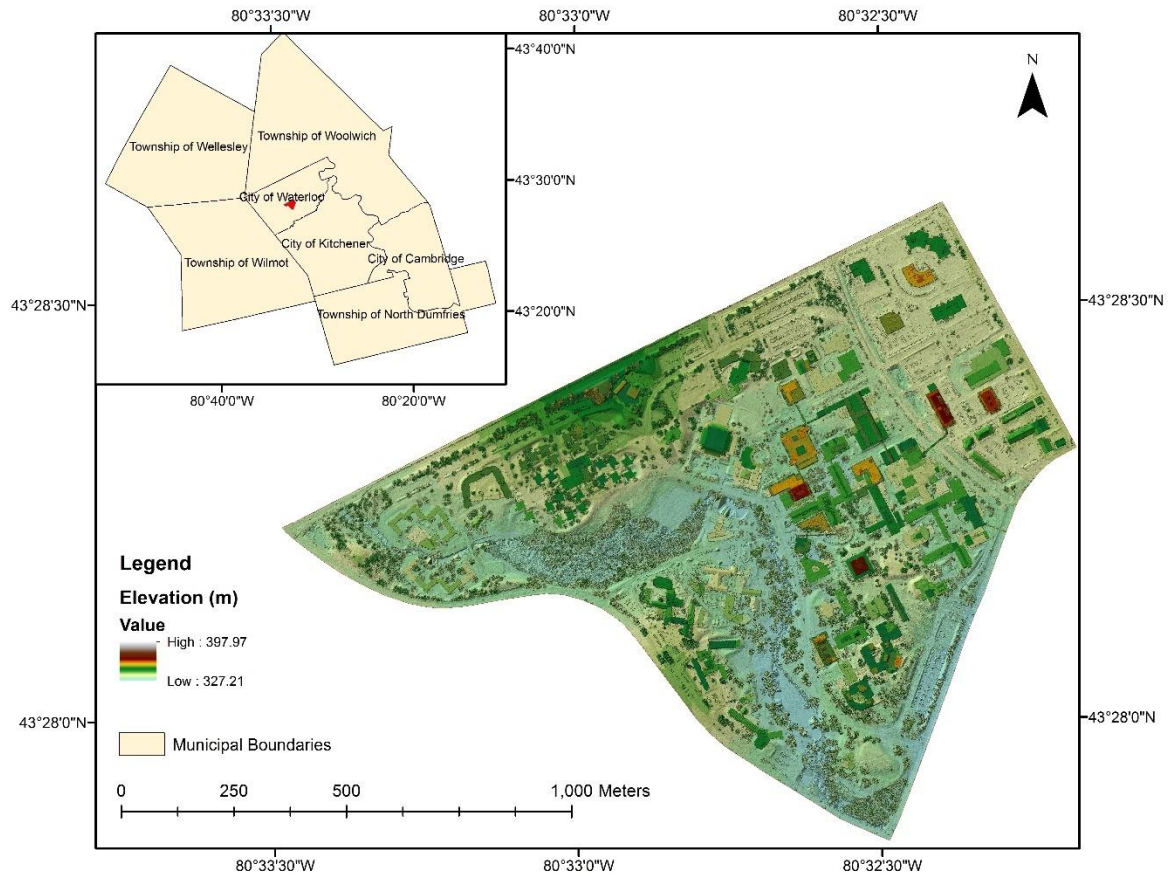 80°33'30"W
80°33'0"W
80°32'30"W
43°40'0"N
N
Township of Woolwich
Township of Wellesley
43°30'0"N
City of Waterloo
City of Kitchener
City of Cambridge
Township of Wilmot
43°28'30"N
43°28'30"N
43°20'0"N
Township of North Dumfries
80°40'0"W
80°20'0"W
Legend
Elevation (m)
Value
High : 397.97
Low : 327.21
43°28'0"N
43°28'0"N
Municipal Boundaries
0 250 500 1,000 Meters
80°33'30"W
80°33'0"W
80°32'30"W